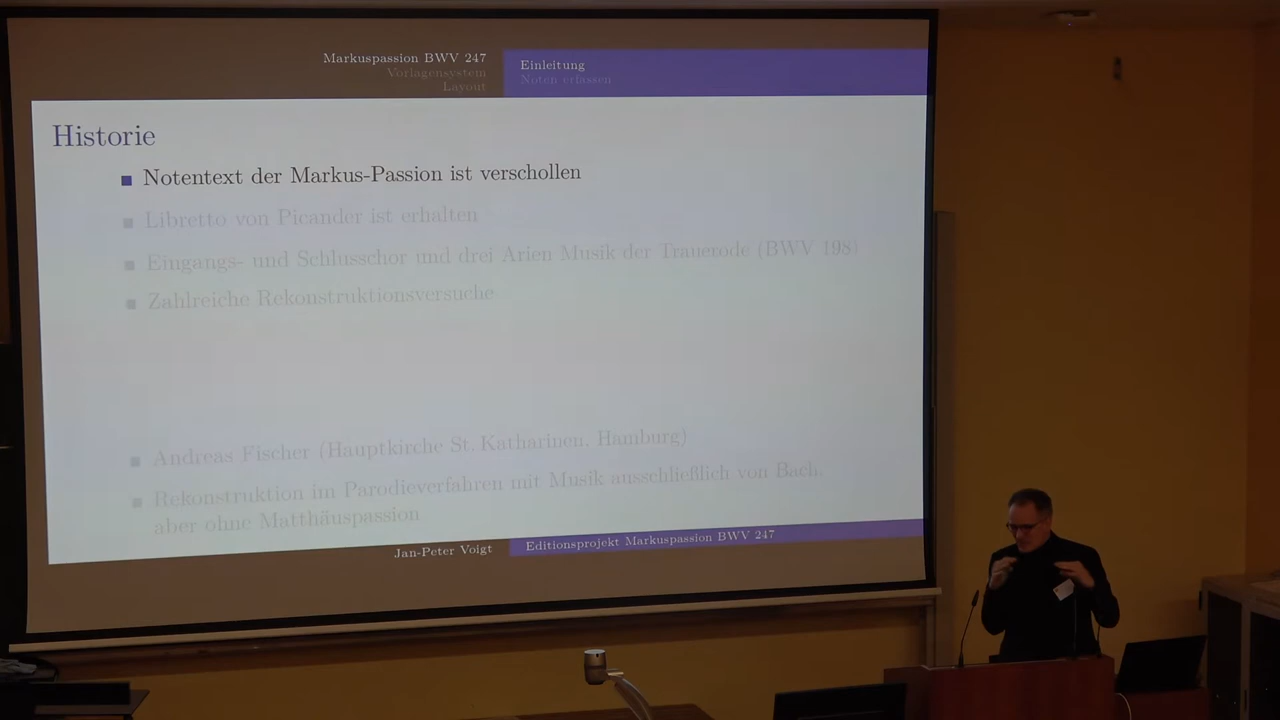 Markuspassion BWV 247
Vorlagensystem
Layout
Einleitung
Noten erfassen
Historie
Notentext der Markus-Passion ist verschollen
Libretto von Picander ist erhalten
Eingangs- und Schlusschor und drei Arien Musik der Trauerode (BWV 198)
Zahlreiche Rekonstruktionsversuche
Andreas Fischer (Hauptkirche St. Katharinen, Hamburg)
Rekonstruktion im Parodieverfahren mit Musik ausschließlich von Bach,
aber ohne Matthäuspassion
Jan-Peter Voigt
Editionsprojekt Markuspassion BWV 247